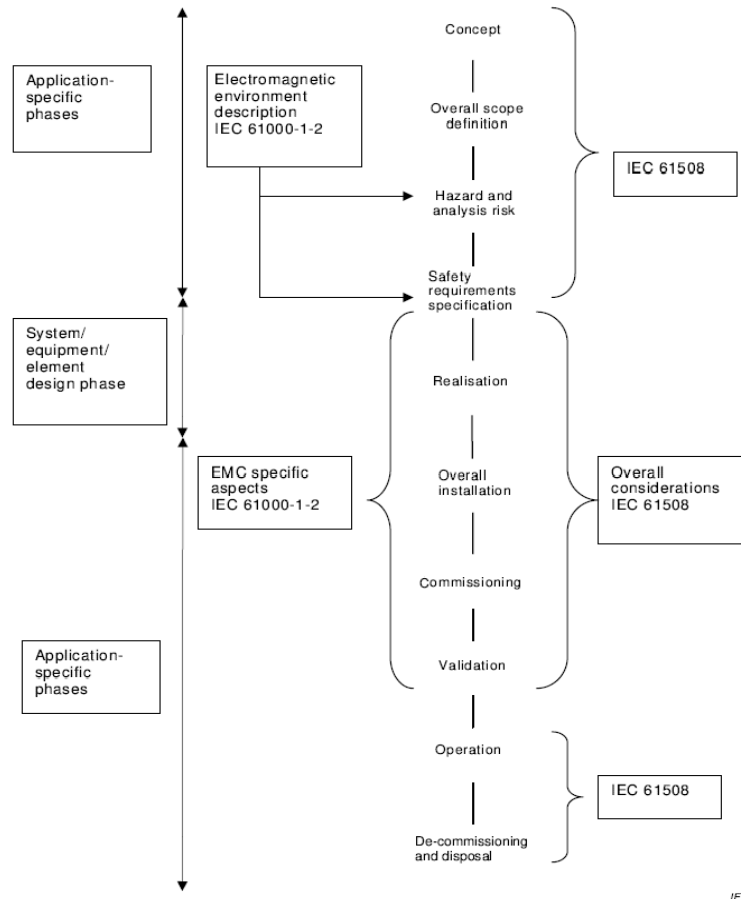 Concept
Application-
specific
phases
Electromagnetic
environment
description
IEC 61000-1-2
Overall scope
definition
IEC 61508
Hazard and
analysis risk
Safety
requirements
specification
System/
equipment/
element
design phase
Realisation
EMC specific
aspects
IEC 61000-1-2
Overall
installation
Overall
considerations
IEC 61508
Commissioning
Application-
specific
phases
Validation
Operation
IEC 61508
De-commissioning
and disposal